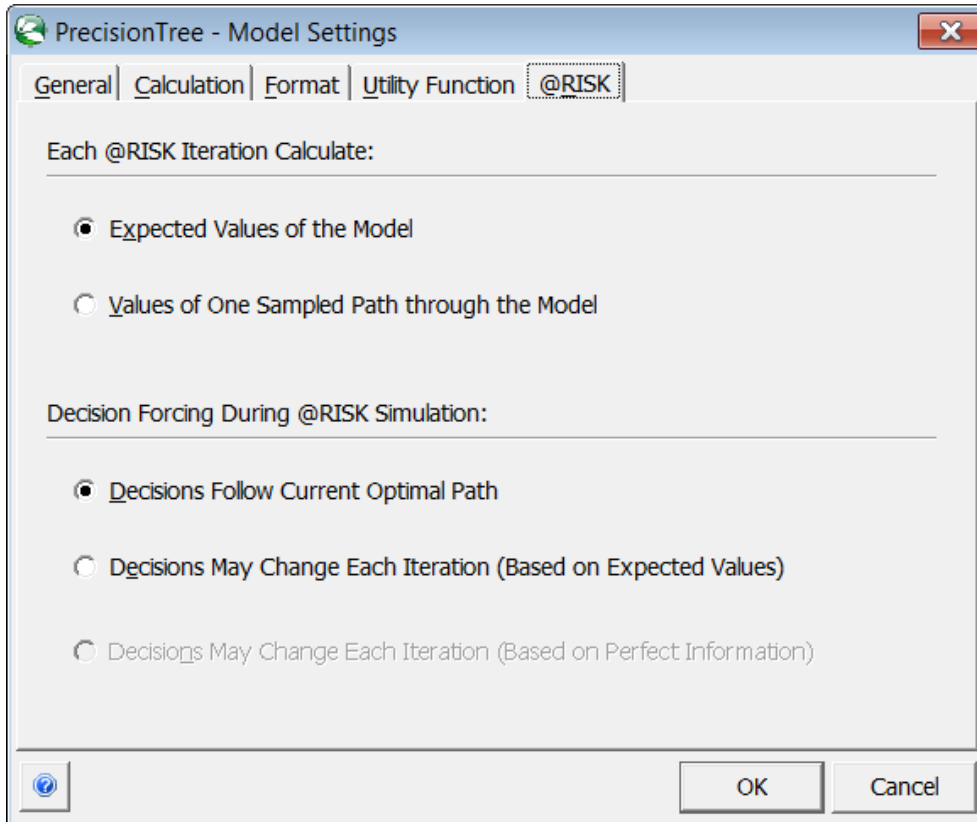 PrecisionTree - Model Settings
General Calculation Format Utility Function @RISK
Each @RISK Iteration Calculate:
Expected Values of the Model
Values of One Sampled Path through the Model
Decision Forcing During @RISK Simulation:
Decisions Follow Current Optimal Path
Decisions May Change Each Iteration (Based on Expected Values)
Decisions May Change Each Iteration (Based on Perfect Information)
OK Cancel